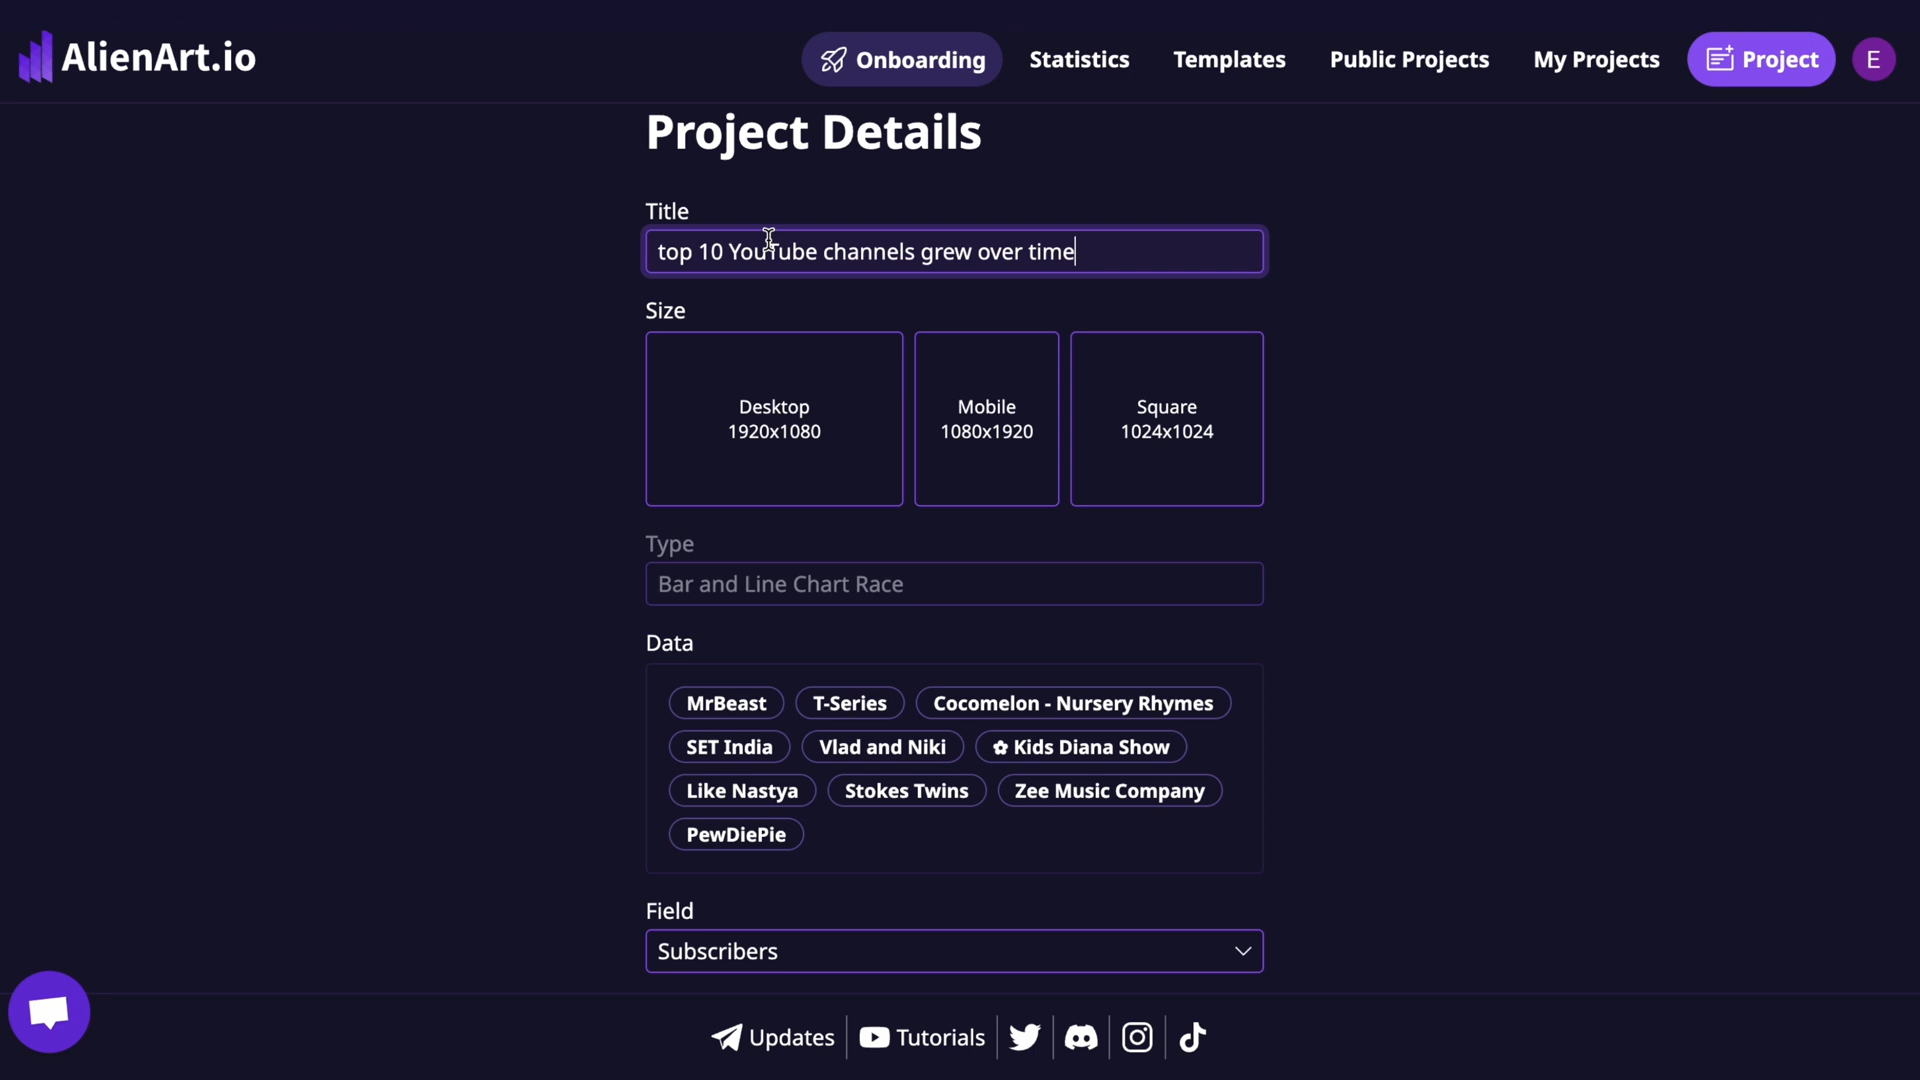 AlienArt.io
Onboarding
Statistics
Templates
Public Projects
My Projects
Project
E
Project Details
Title
top 10 YouTube channels grew over time
Size
Desktop
1920x1080
Mobile
1080x1920
Square
1024x1024
Type
Bar and Line Chart Race
Data
MrBeast
T-Series
Cocomelon - Nursery Rhymes
SET India
Vlad and Niki
✿ Kids Diana Show
Like Nastya
Stokes Twins
Zee Music Company
PewDiePie
Field
Subscribers
Updates
Tutorials